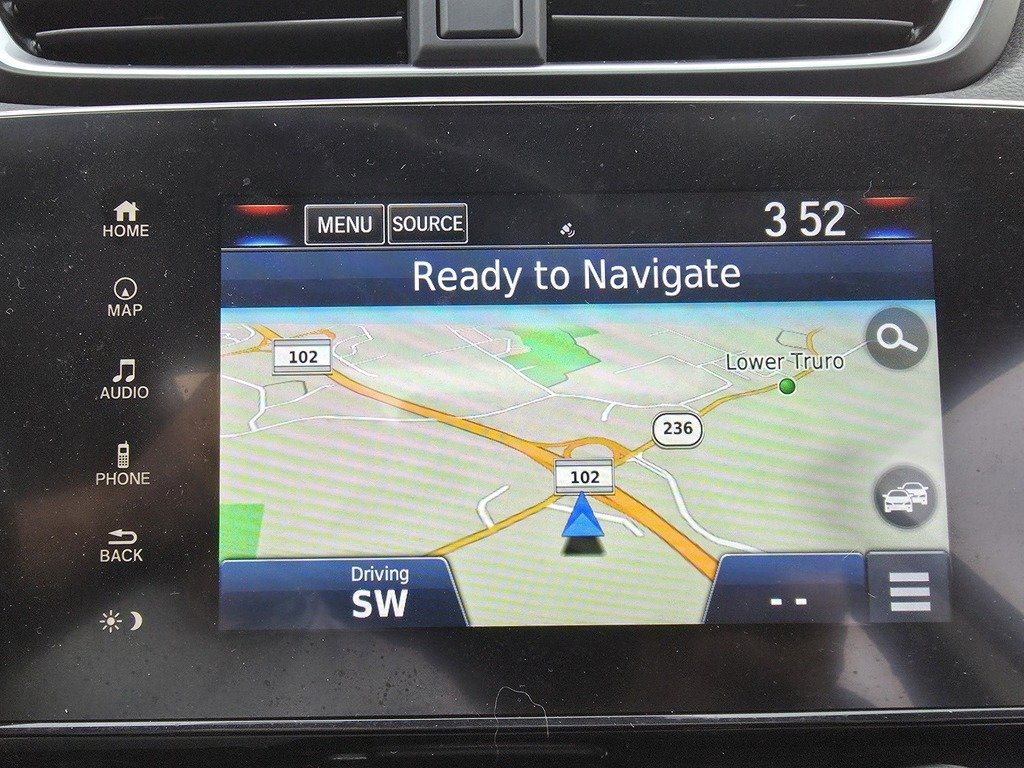 HOME
MAP
AUDIO
PHONE
BACK
MENU SOURCE 3 52
Ready to Navigate
102
Lower Truro
236
102
Driving
SW
--